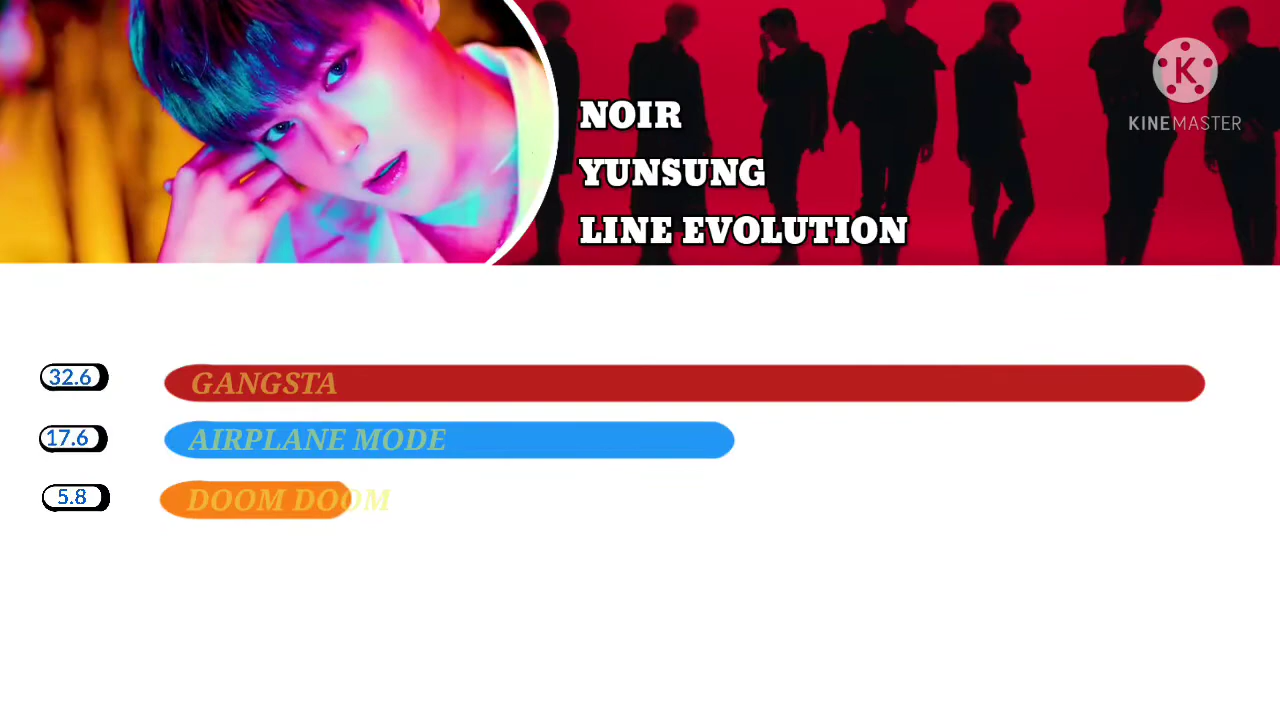 NOIR
YUNSUNG
LINE EVOLUTION
K
KINEMASTER
32.6 GANGSTA
17.6 AIRPLANE MODE
5.8 DOOM DOOM